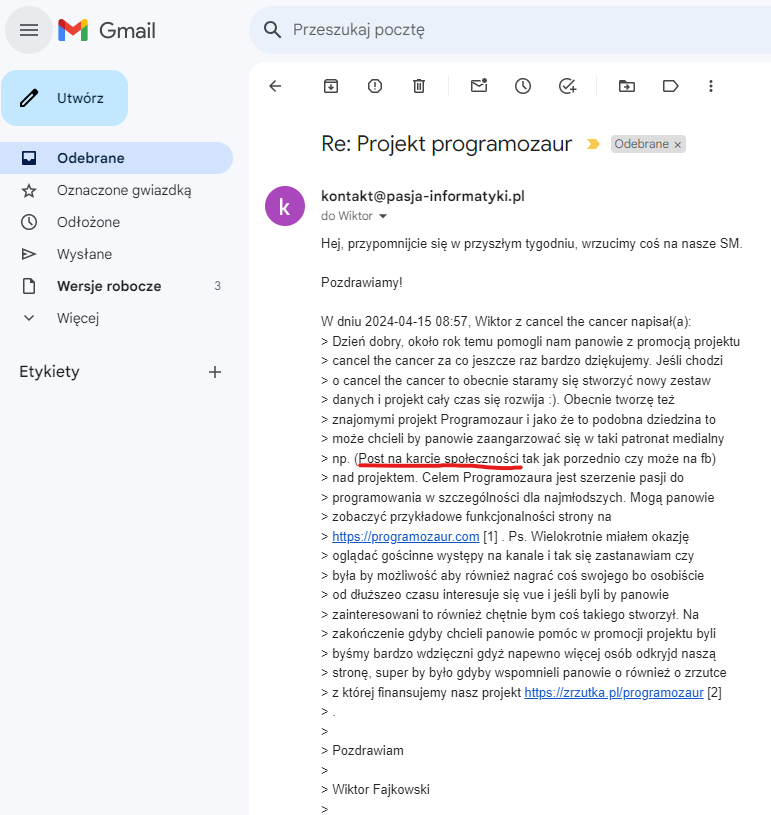 Gmail
Przeszukaj pocztę
Utwórz
Odebrane
Oznaczone gwiazdką
Odłożone
Wysłane
Wersje robocze 3
Więcej
Etykiety
Re: Projekt programozaur Odebrane ×
k
kontakt@pasja-informatyki.pl
do Wiktor
Hej, przypomnijcie się w przyszłym tygodniu, wrzucimy coś na nasze SM.
Pozdrawiamy!
W dniu 2024-04-15 08:57, Wiktor z cancel the cancer napisał(a):
> Dzień dobry, około rok temu pomogli nam panowie z promocją projektu
> cancel the cancer za co jeszcze raz bardzo dziękujemy. Jeśli chodzi
> o cancel the cancer to obecnie staramy się stworzyć nowy zestaw
> danych i projekt cały czas się rozwija :). Obecnie tworzę też
> znajomymi projekt Programozaur i jako że to podobna dziedzina to
> może chcieli by panowie zaangarzować się w taki patronat medialny
> np. (Post na karcie społeczności tak jak porzednio czy może na fb)
> nad projektem. Celem Programozaura jest szerzenie pasji do
> programowania w szczególności dla najmłodszych. Mogą panowie
> zobaczyć przykładowe funkcjonalności strony na
> https://programozaur.com [1] . Ps. Wielokrotnie miałem okazję
> oglądać gościnne występy na kanale i tak się zastanawiam czy
> była by możliwość aby również nagrać coś swojego bo osobiście
> od dłuższeo czasu interesuje się vue i jeśli byli by panowie
> zainteresowani to również chętnie bym coś takiego stworzył. Na
> zakończenie gdyby chcieli panowie pomóc w promocji projektu byli
> byśmy bardzo wdzięczni gdyż napewno więcej osób odkryjd naszą
> stronę, super by było gdyby wspomnieli panowie o również o zrzutce
> z której finansujemy nasz projekt https://zrzutka.pl/programozaur [2]
> .
>
> Pozdrawiam
>
> Wiktor Fajkowski
>